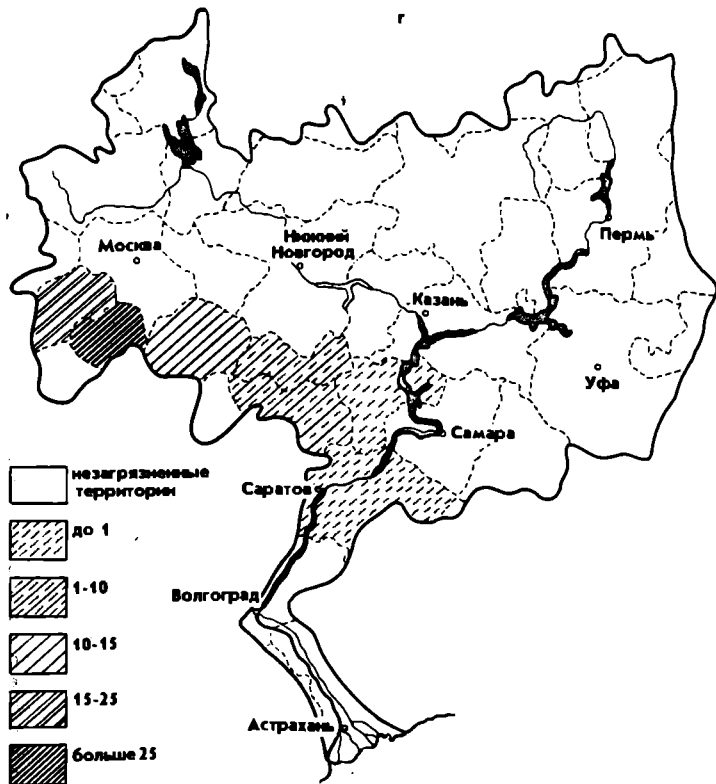 г
Москва
Нижний
Новгород
Казань
Пермь
Уфа
Самара
Саратов
Волгоград
Астрахань
незагрязненные
территории
до 1
1-10
10-15
15-25
больше 25